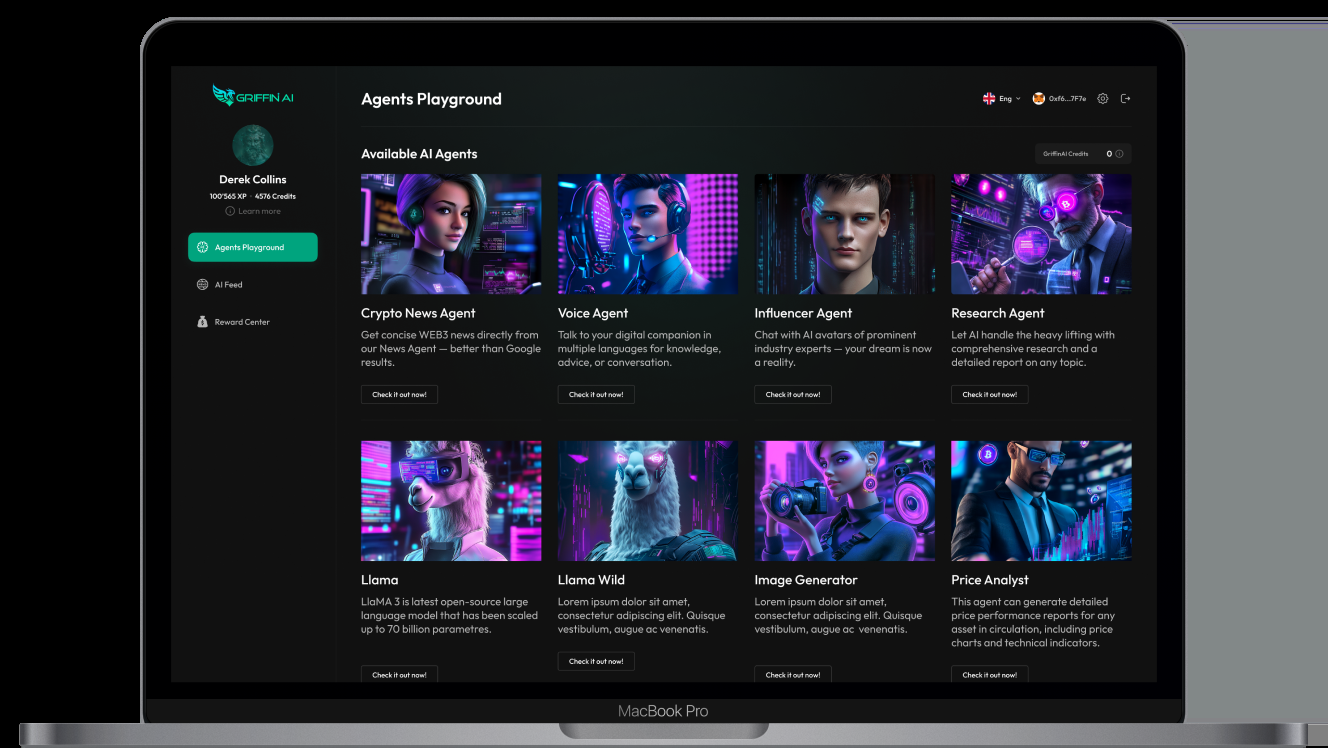 GRIFFIN AI
Derek Collins
100'565 XP · 4576 Credits
Learn more
Agents Playground
AI Feed
Reward Center
Agents Playground
Eng
0xf6...7F7e
Available AI Agents
GriffinAI Credits 0
Crypto News Agent
Get concise WEB3 news directly from
our News Agent — better than Google
results.
Check it out now!
Voice Agent
Talk to your digital companion in
multiple languages for knowledge,
advice, or conversation.
Check it out now!
Influencer Agent
Chat with AI avatars of prominent
industry experts — your dream is now
a reality.
Check it out now!
Research Agent
Let AI handle the heavy lifting with
comprehensive research and a
detailed report on any topic.
Check it out now!
Llama
LlaMA 3 is latest open-source large
language model that has been scaled
up to 70 billion parametres.
Check it out now!
Llama Wild
Lorem ipsum dolor sit amet,
consectetur adipiscing elit. Quisque
vestibulum, augue ac venenatis.
Check it out now!
Image Generator
Lorem ipsum dolor sit amet,
consectetur adipiscing elit. Quisque
vestibulum, augue ac venenatis.
Check it out now!
Price Analyst
This agent can generate detailed
price performance reports for any
asset in circulation, including price
charts and technical indicators.
Check it out now!
MacBook Pro